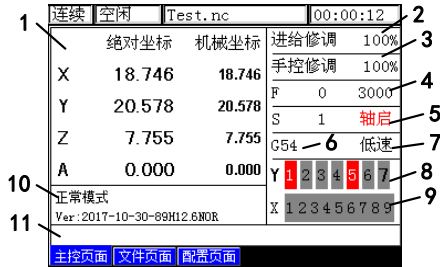 连续 空闲 Test.nc 00:00:12
1 绝对坐标 机械坐标 进给修调 100% 2
手控修调 100% 3
X 18.746 18.746
F 0 3000 4
Y 20.578 20.578
S 1 轴启 5
Z 7.755 7.755
G54 6 低速 7
A 0.000 0.000
Y 1 2 3 4 5 6 7 8
10 正常模式
Ver:2017-10-30-89H12.6NOR
X 1 2 3 4 5 6 7 8 9 9
11
主控页面 文件页面 配置页面